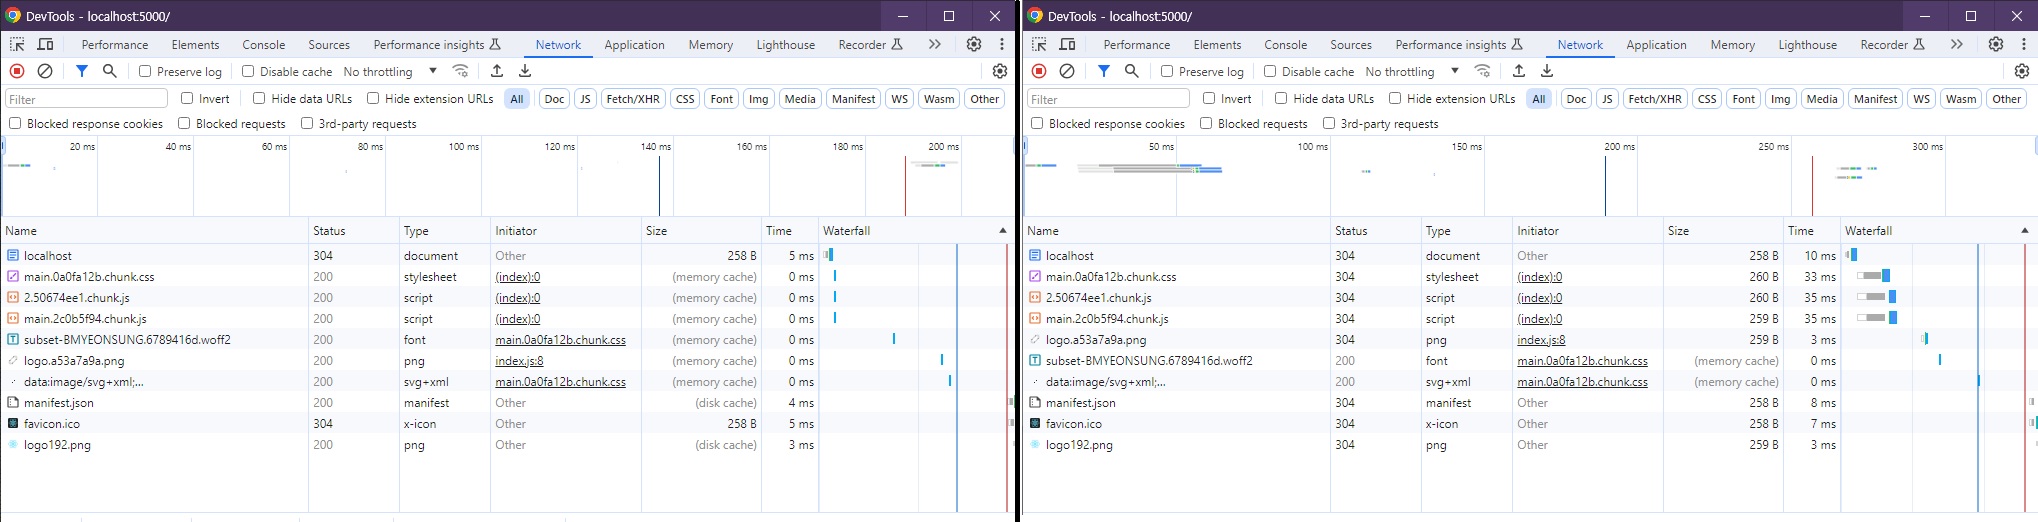 DevTools - localhost:5000/
Performance Elements Console Sources Performance insights Network Application Memory Lighthouse Recorder
Preserve log Disable cache No throttling
Filter Invert Hide data URLs Hide extension URLs All Doc JS Fetch/XHR CSS Font Img Media Manifest WS Wasm Other
Blocked response cookies Blocked requests 3rd-party requests
20 ms 40 ms 60 ms 80 ms 100 ms 120 ms 140 ms 160 ms 180 ms 200 ms
Name Status Type Initiator Size Time Waterfall
localhost 304 document Other 258 B 5 ms
main.0a0fa12b.chunk.css 200 stylesheet (index):0 (memory cache) 0 ms
2.50674ee1.chunk.js 200 script (index):0 (memory cache) 0 ms
main.2c0b5f94.chunk.js 200 script (index):0 (memory cache) 0 ms
subset-BMYEONSUNG.6789416d.woff2 200 font main.0a0fa12b.chunk.css (memory cache) 0 ms
logo.a53a7a9a.png 200 png index.js:8 (memory cache) 0 ms
data:image/svg+xml;... 200 svg+xml main.0a0fa12b.chunk.css (memory cache) 0 ms
manifest.json 200 manifest Other (disk cache) 4 ms
favicon.ico 304 x-icon Other 258 B 5 ms
logo192.png 200 png Other (disk cache) 3 ms
DevTools - localhost:5000/
Performance Elements Console Sources Performance insights Network Application Memory Lighthouse Recorder
Preserve log Disable cache No throttling
Filter Invert Hide data URLs Hide extension URLs All Doc JS Fetch/XHR CSS Font Img Media Manifest WS Wasm Other
Blocked response cookies Blocked requests 3rd-party requests
50 ms 100 ms 150 ms 200 ms 250 ms 300 ms
Name Status Type Initiator Size Time Waterfall
localhost 304 document Other 258 B 10 ms
main.0a0fa12b.chunk.css 304 stylesheet (index):0 260 B 33 ms
2.50674ee1.chunk.js 304 script (index):0 260 B 35 ms
main.2c0b5f94.chunk.js 304 script (index):0 259 B 35 ms
logo.a53a7a9a.png 304 png index.js:8 259 B 3 ms
subset-BMYEONSUNG.6789416d.woff2 200 font main.0a0fa12b.chunk.css (memory cache) 0 ms
data:image/svg+xml;... 200 svg+xml main.0a0fa12b.chunk.css (memory cache) 0 ms
manifest.json 304 manifest Other 258 B 8 ms
favicon.ico 304 x-icon Other 258 B 7 ms
logo192.png 304 png Other 259 B 3 ms